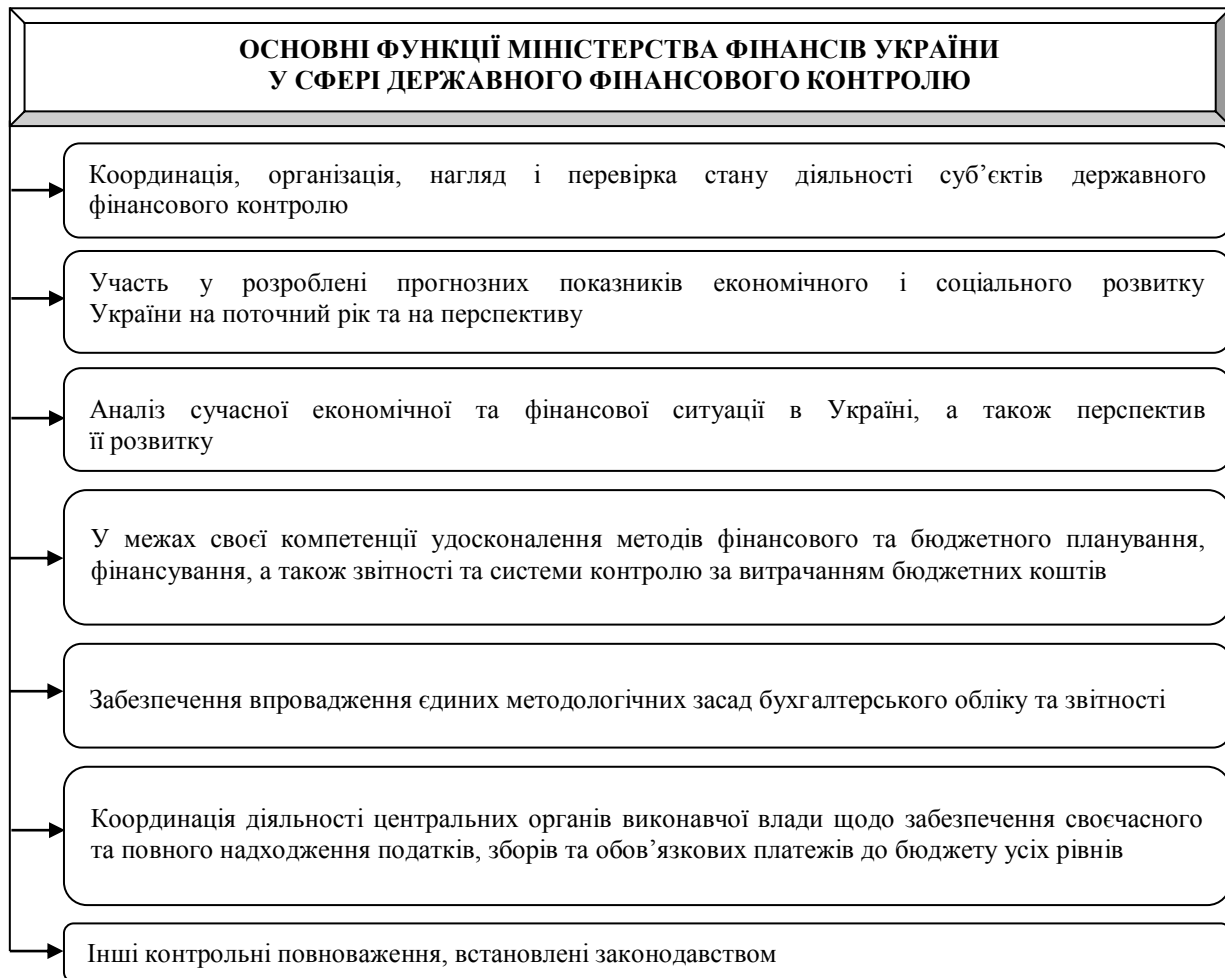 ОСНОВНІ ФУНКЦІЇ МІНІСТЕРСТВА ФІНАНСІВ УКРАЇНИ
У СФЕРІ ДЕРЖАВНОГО ФІНАНСОВОГО КОНТРОЛЮ
Координація, організація, нагляд і перевірка стану діяльності суб’єктів державного
фінансового контролю
Участь у розроблені прогнозних показників економічного і соціального розвитку
України на поточний рік та на перспективу
Аналіз сучасної економічної та фінансової ситуації в Україні, а також перспектив
її розвитку
У межах своєї компетенції удосконалення методів фінансового та бюджетного планування,
фінансування, а також звітності та системи контролю за витрачанням бюджетних коштів
Забезпечення впровадження єдиних методологічних засад бухгалтерського обліку та звітності
Координація діяльності центральних органів виконавчої влади щодо забезпечення своєчасного
та повного надходження податків, зборів та обов’язкових платежів до бюджету усіх рівнів
Інші контрольні повноваження, встановлені законодавством